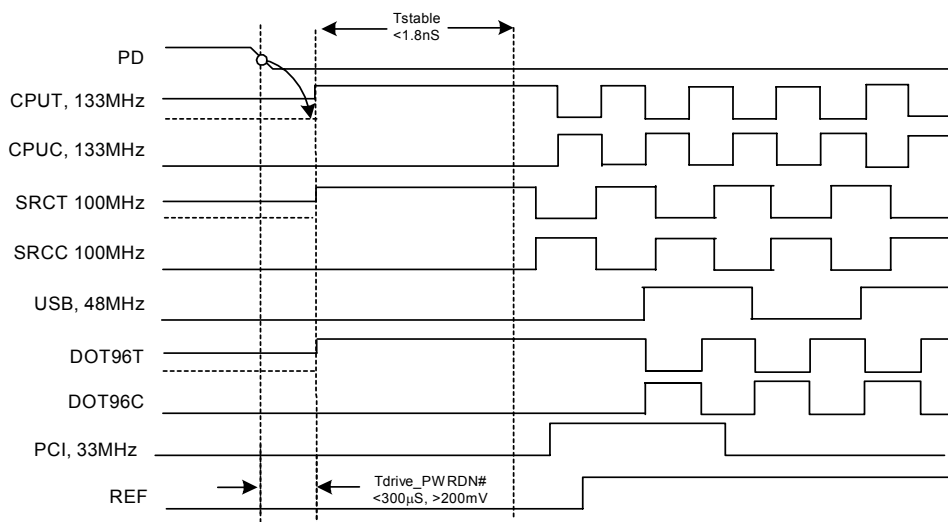 Tstable
<1.8nS
PD
CPUT, 133MHz
CPUC, 133MHz
SRCT 100MHz
SRCC 100MHz
USB, 48MHz
DOT96T
DOT96C
PCI, 33MHz
Tdrive_PWRDN#
<300µS, >200mV
REF